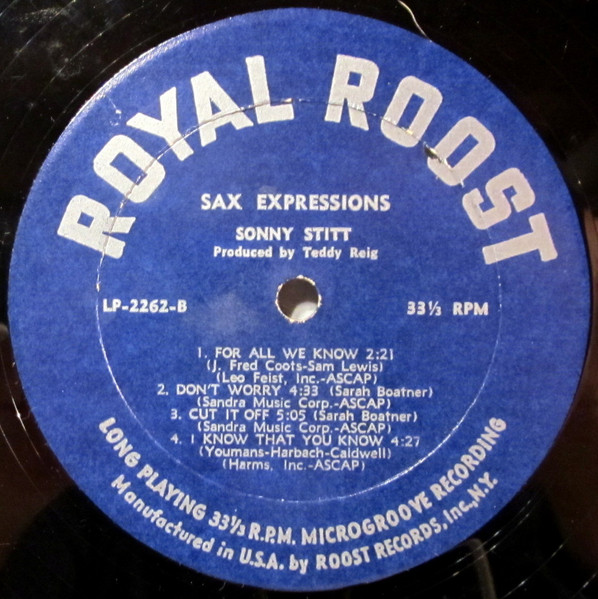 ROYAL ROOST
SAX EXPRESSIONS
SONNY STITT
Produced by Teddy Reig
LP-2262-B
33⅓ RPM
1. FOR ALL WE KNOW 2:21
(J. Fred Coots-Sam Lewis)
(Leo Feist, Inc.-ASCAP)
2. DON'T WORRY 4:33 (Sarah Boatner)
(Sandra Music Corp.-ASCAP)
3. CUT IT OFF 5:05 (Sarah Boatner)
(Sandra Music Corp.-ASCAP)
4. I KNOW THAT YOU KNOW 4:27
(Youmans-Harbach-Caldwell)
(Harms, Inc.-ASCAP)
LONG PLAYING 33⅓ R.P.M. MICROGROOVE RECORDING
Manufactured in U.S.A. by ROOST RECORDS, Inc., N.Y.